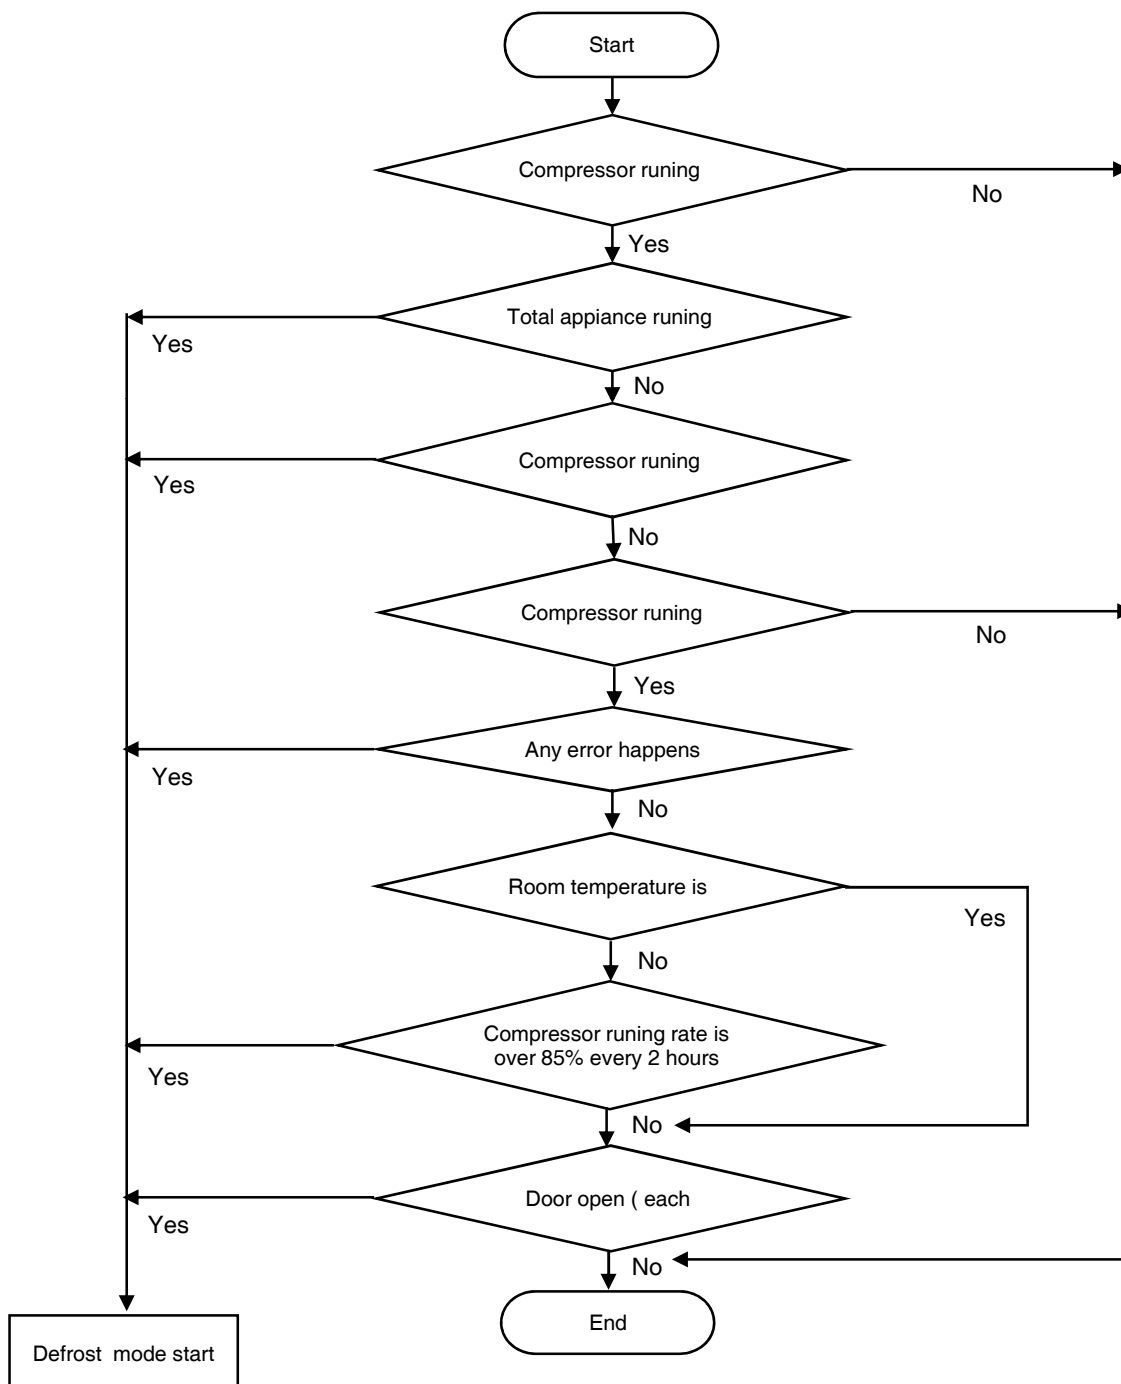 Start
Compressor runing
No
Yes
Total appiance runing
Yes
No
Compressor runing
Yes
No
Compressor runing
No
Yes
Any error happens
Yes
No
Room temperature is
Yes
No
Compressor runing rate is
over 85% every 2 hours
Yes
No
Door open ( each
Yes
No
End
Defrost mode start